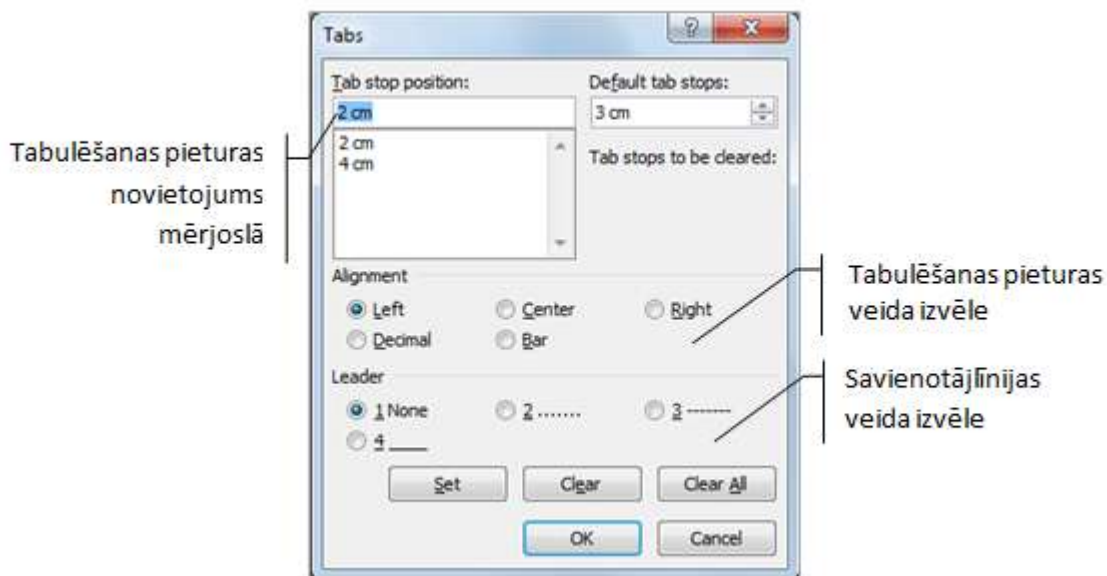 Tabs
Tab stop position:
Default tab stops:
2 cm
3 cm
2 cm
4 cm
Tab stops to be cleared:
Tabulēšanas pieturas
novietojums
mērjoslā
Alignment
Left
Center
Right
Decimal
Bar
Tabulēšanas pieturas
veida izvēle
Leader
1 None
2 .......
3 -------
4 ____
Savienotājlīnijas
veida izvēle
Set
Clear
Clear All
OK
Cancel